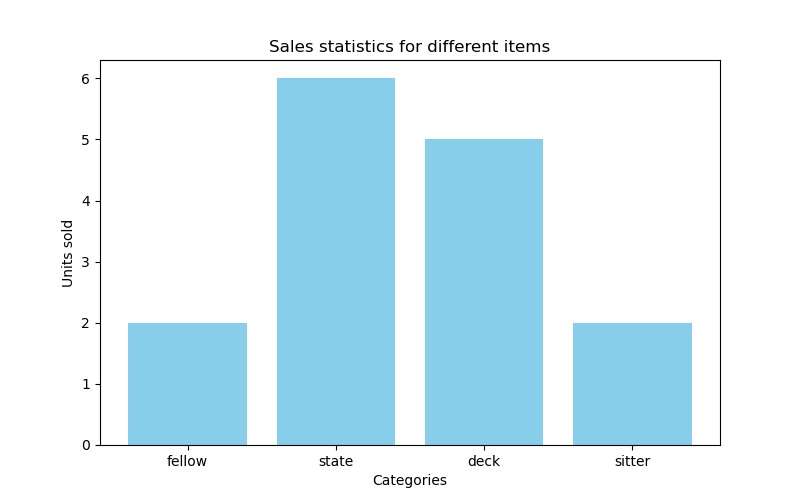 Sales statistics for different items
6
5
4
3
2
1
0
Units sold
fellow state deck sitter
Categories